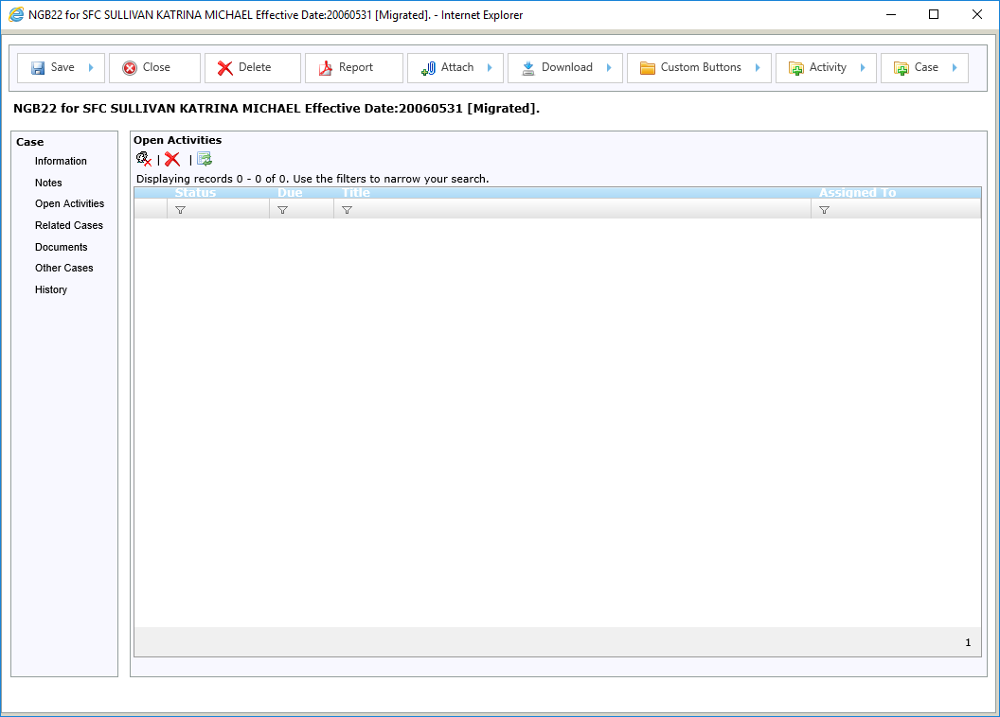 NGB22 for SFC SULLIVAN KATRINA MICHAEL Effective Date:20060531 [Migrated]. - Internet Explorer
Save Close Delete Report Attach Download Custom Buttons Activity Case
NGB22 for SFC SULLIVAN KATRINA MICHAEL Effective Date:20060531 [Migrated].
Case
Information
Notes
Open Activities
Related Cases
Documents
Other Cases
History
Open Activities
| |
Displaying records 0 - 0 of 0. Use the filters to narrow your search.
Status Due Title Assigned To
1